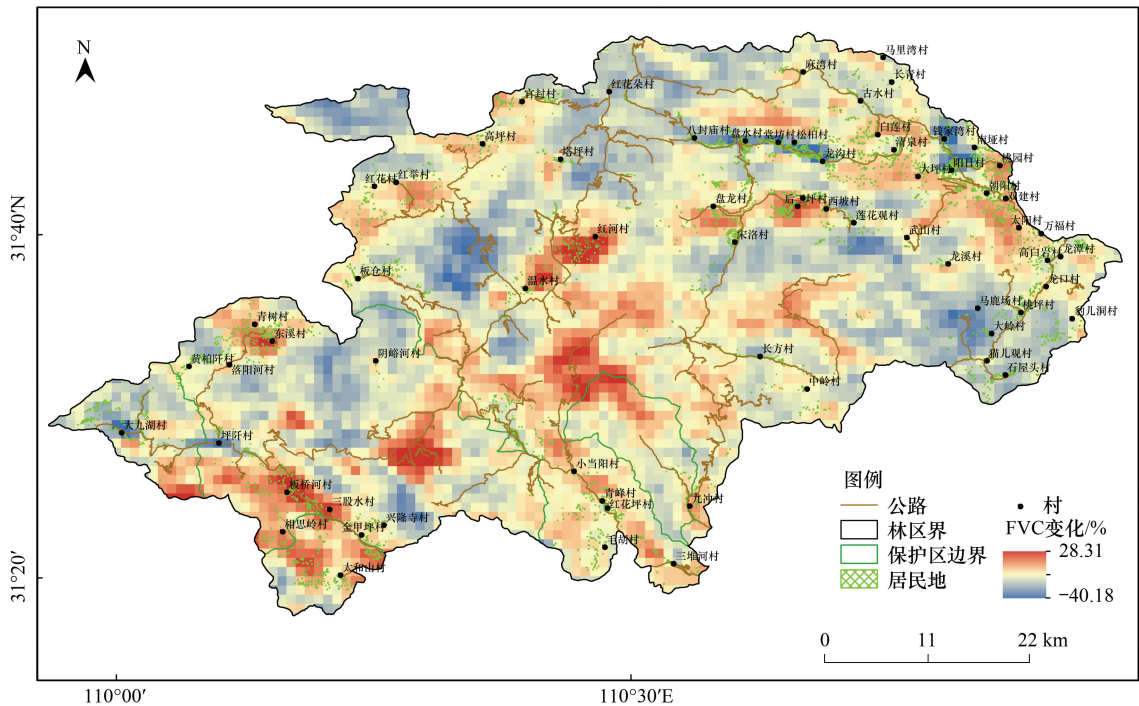 N
马里湾村
麻湾村
长青村
红花朵村
宫封村
古水村
高坪村
塔坪村
八封庙村
盘水村
张坊村
松柏村
白莲村
清泉村
钱家湾村
龙沟村
大坪村
阳日村
桃园村
红花村
红举村
朝阳村
盘龙村
西坡村
莲花观村
太阳村
万福村
31°40′
红河村
宋洛村
武山村
龙溪村
高白岩村
龙潭村
龙口村
板仓村
温水村
马鹿场村
桃坪村
豹儿洞村
大岭村
青树村
东溪村
黄柏阡村
落阳河村
阴峪河村
长方村
中岭村
猫儿观村
石屋头村
大九湖村
坪阡村
小当阳村
板桥河村
三股水村
青峰村
红花坪村
九冲村
相思岭村
金甲坪村
兴隆寺村
毛胡村
三堆河村
太和山村
31°20′
图例
公路
林区界
保护区边界
居民地
村
FVC变化/%
28.31
−40.18
0 11 22 km
110°00′
110°30′E